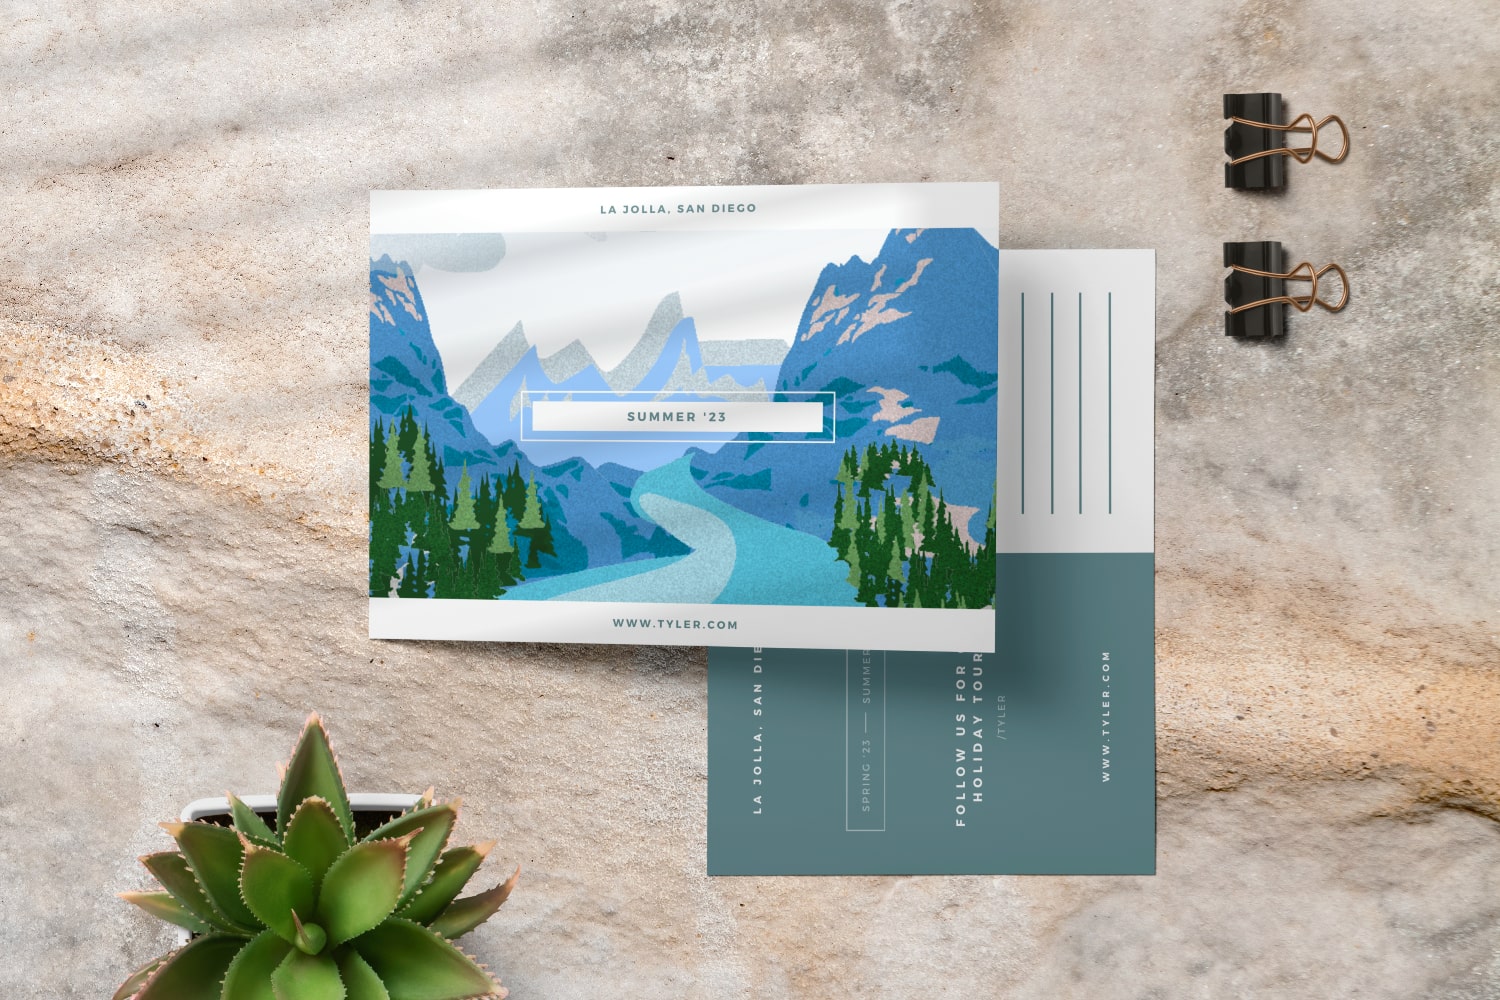 LA JOLLA, SAN DIEGO
SUMMER '23
WWW.TYLER.COM
LA JOLLA, SAN
SPRING '23 — SUMMER
FOLLOW US FOR
HOLIDAY TOUR
/TYLER
WWW.TYLER.COM